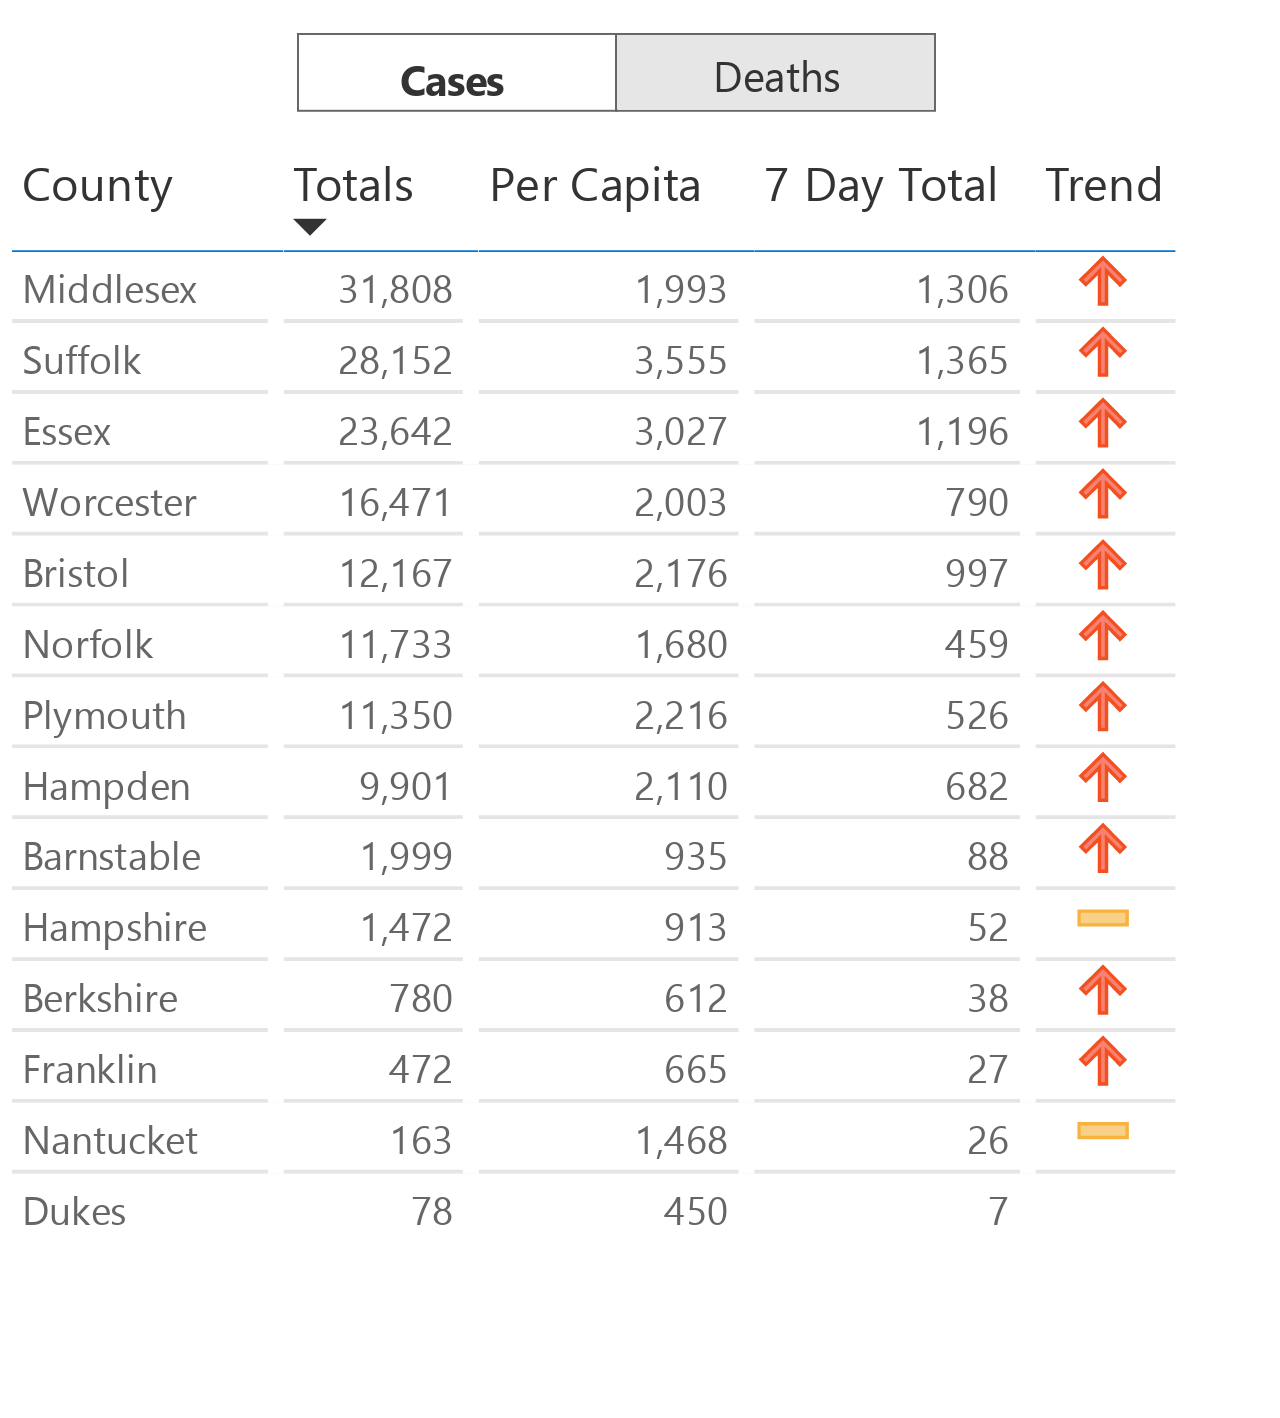 Cases Deaths
County Totals Per Capita 7 Day Total Trend
Middlesex 31,808 1,993 1,306
Suffolk 28,152 3,555 1,365
Essex 23,642 3,027 1,196
Worcester 16,471 2,003 790
Bristol 12,167 2,176 997
Norfolk 11,733 1,680 459
Plymouth 11,350 2,216 526
Hampden 9,901 2,110 682
Barnstable 1,999 935 88
Hampshire 1,472 913 52
Berkshire 780 612 38
Franklin 472 665 27
Nantucket 163 1,468 26
Dukes 78 450 7